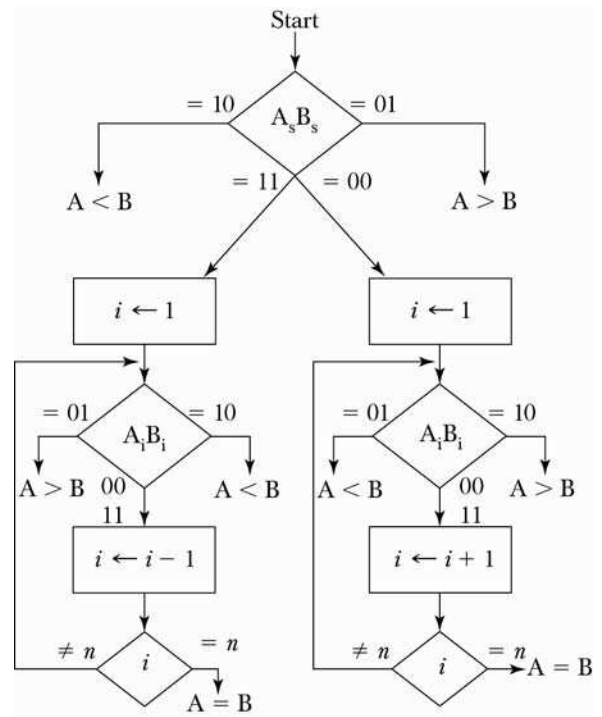 Start
= 10
AₛBₛ
= 01
= 11
= 00
A < B
A > B
i ← 1
i ← 1
= 01
AᵢBᵢ
= 10
= 01
AᵢBᵢ
= 10
A > B
00
A < B
A < B
00
A > B
11
11
i ← i − 1
i ← i + 1
≠ n
i
= n
≠ n
i
= n
A = B
A = B